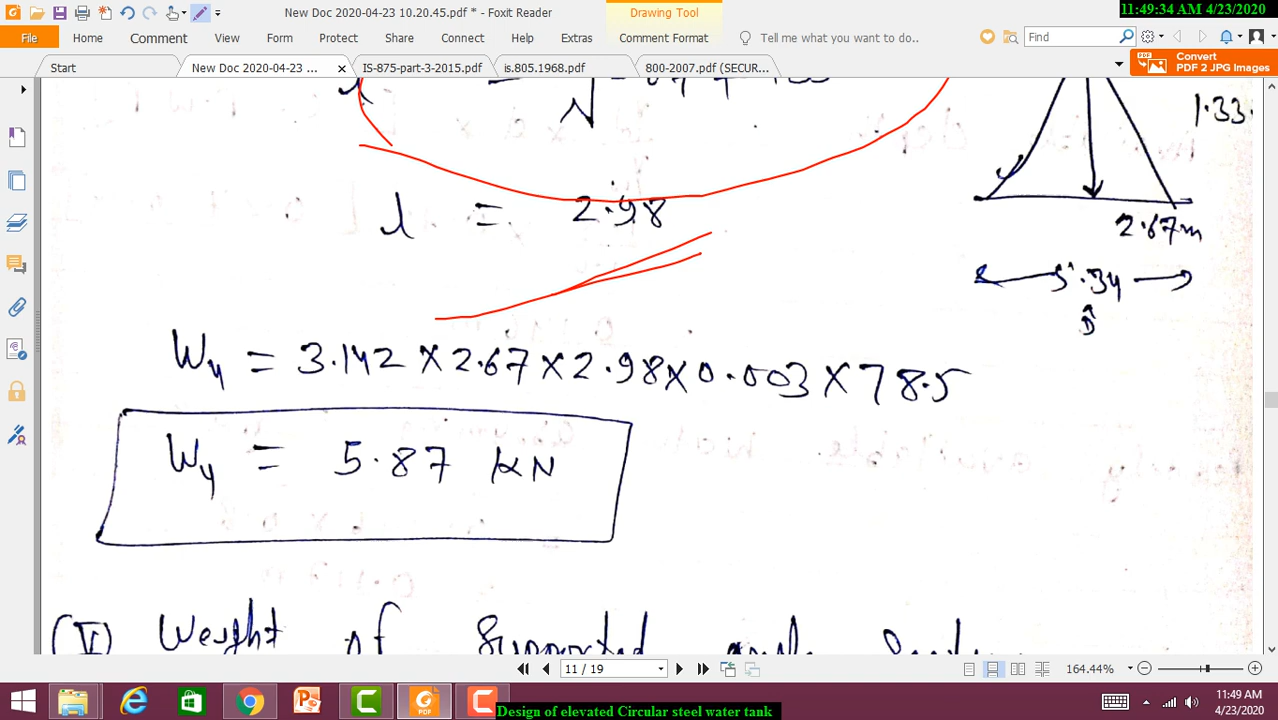 New Doc 2020-04-23 10.20.45.pdf * - Foxit Reader
Drawing Tool
11:49:34 AM 4/23/2020
File Home Comment View Form Protect Share Connect Help Extras Comment Format Tell me what you want to do.. Find
Convert
PDF 2 JPG Images
Start New Doc 2020-04-23 ... IS-875-part-3-2015.pdf is.805.1968.pdf 800-2007.pdf (SECUR...
1.33
l = 2.98
2.67m
5.34
D
W4 = 3.142 × 2.67 × 2.98 × 0.003 × 78.5
W4 = 5.87 KN
(V) Weight of Supported angle
11 / 19
164.44%
PDF
11:49 AM
4/23/2020
Design of elevated Circular steel water tank